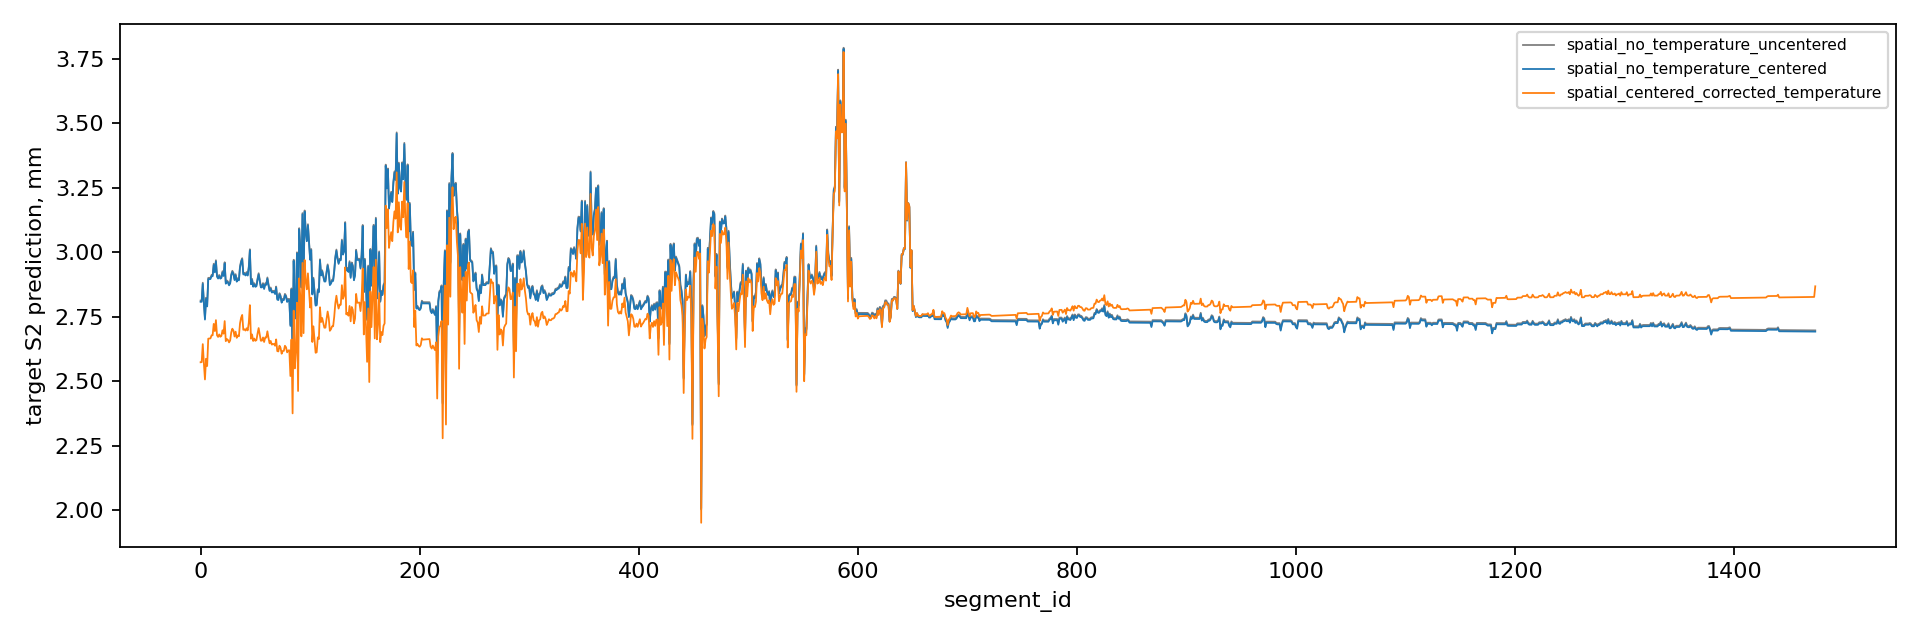 spatial_no_temperature_uncentered
spatial_no_temperature_centered
spatial_centered_corrected_temperature
target S2 prediction, mm
3.75
3.50
3.25
3.00
2.75
2.50
2.25
2.00
0 200 400 600 800 1000 1200 1400
segment_id